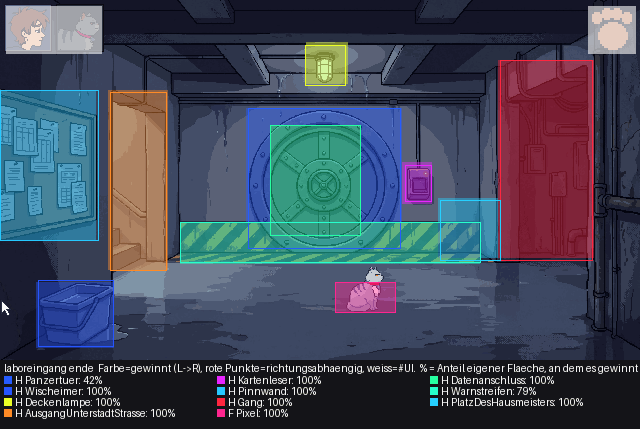 laboreingang ende Farbe=gewinnt (L->R), rote Punkte=richtungsabhaengig, weiss=#UI. % = Anteil eigener Flaeche, an dem es gewinnt
H Panzertuer: 42% H Kartenleser: 100% H Datenanschluss: 100%
H Wischeimer: 100% H Pinnwand: 100% H Warnstreifen: 79%
H Deckenlampe: 100% H Gang: 100% H PlatzDesHausmeisters: 100%
H AusgangUnterstadtStrasse: 100% F Pixel: 100%